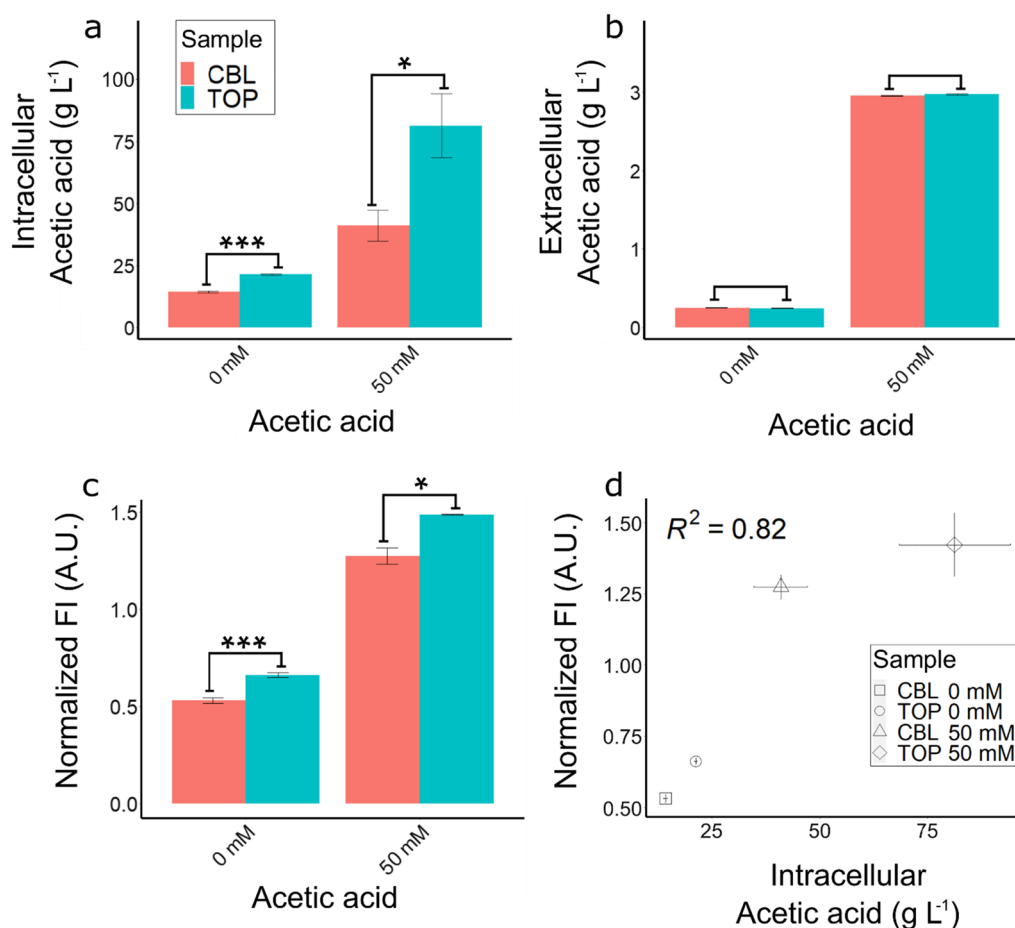 a
Sample
CBL
TOP
Intracellular
Acetic acid (g L⁻¹)
100
75
50
25
0
***
*
0 mM
50 mM
Acetic acid
b
Extracellular
Acetic acid (g L⁻¹)
3
2
1
0
0 mM
50 mM
Acetic acid
c
Normalized FI (A.U.)
1.5
1.0
0.5
0.0
***
*
0 mM
50 mM
Acetic acid
d
R² = 0.82
Normalized FI (A.U.)
1.50
1.25
1.00
0.75
0.50
Sample
CBL 0 mM
TOP 0 mM
CBL 50 mM
TOP 50 mM
25
50
75
Intracellular
Acetic acid (g L⁻¹)